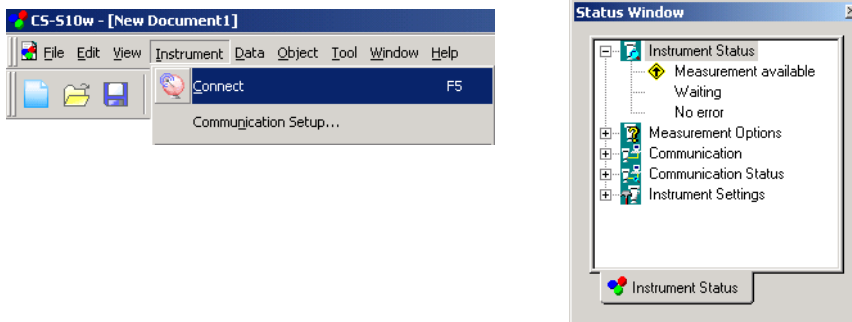 CS-S10w - [New Document1]
File Edit View Instrument Data Object Tool Window Help
Connect F5
Communication Setup...
Status Window
Instrument Status
Measurement available
Waiting
No error
Measurement Options
Communication
Communication Status
Instrument Settings
Instrument Status